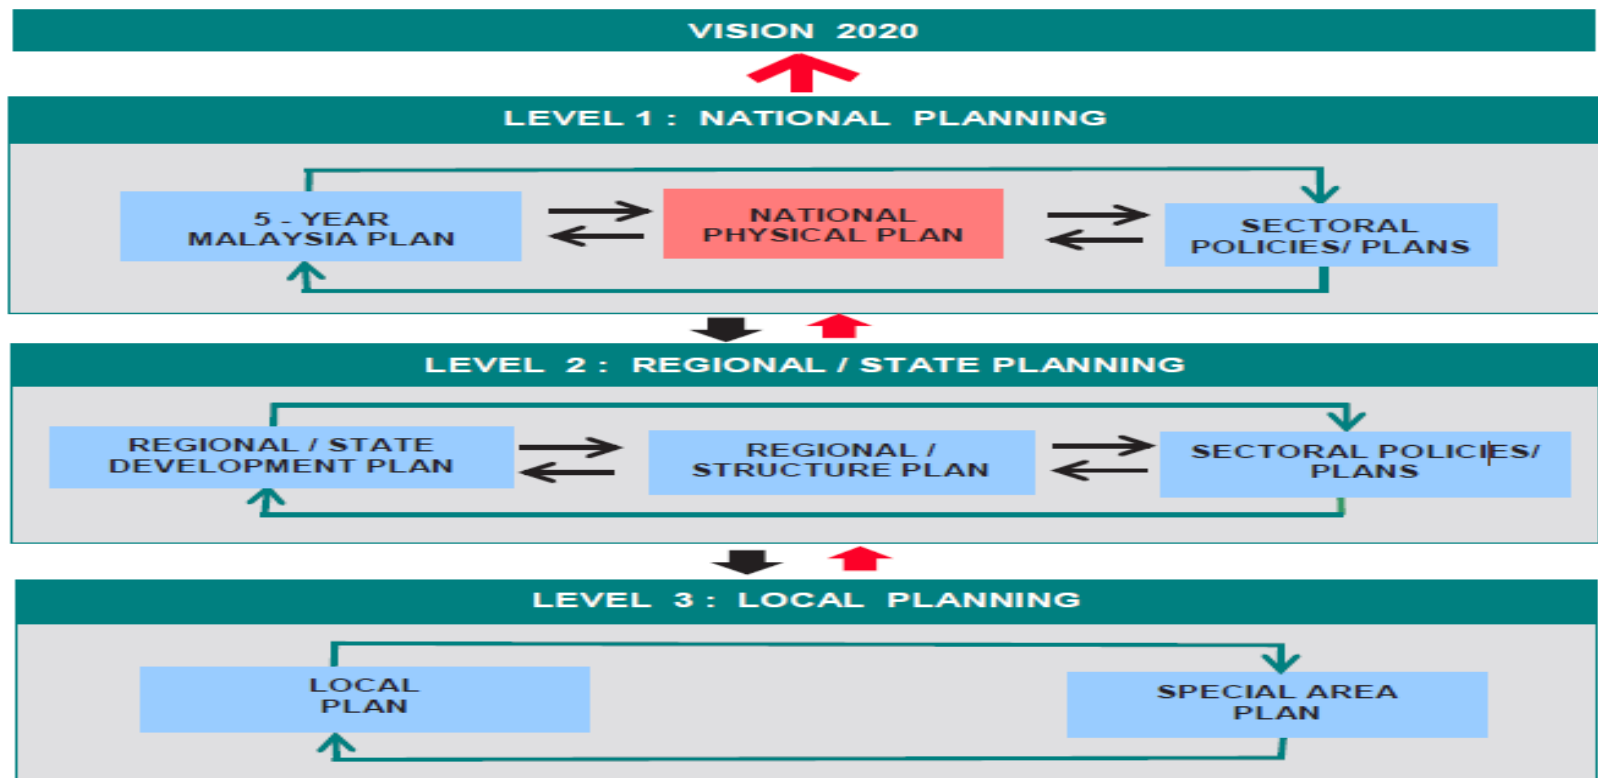 VISION 2020
LEVEL 1 : NATIONAL PLANNING
5 - YEAR
MALAYSIA PLAN
NATIONAL
PHYSICAL PLAN
SECTORAL
POLICIES/ PLANS
LEVEL 2 : REGIONAL / STATE PLANNING
REGIONAL / STATE
DEVELOPMENT PLAN
REGIONAL /
STRUCTURE PLAN
SECTORAL POLICIES/
PLANS
LEVEL 3 : LOCAL PLANNING
LOCAL
PLAN
SPECIAL AREA
PLAN